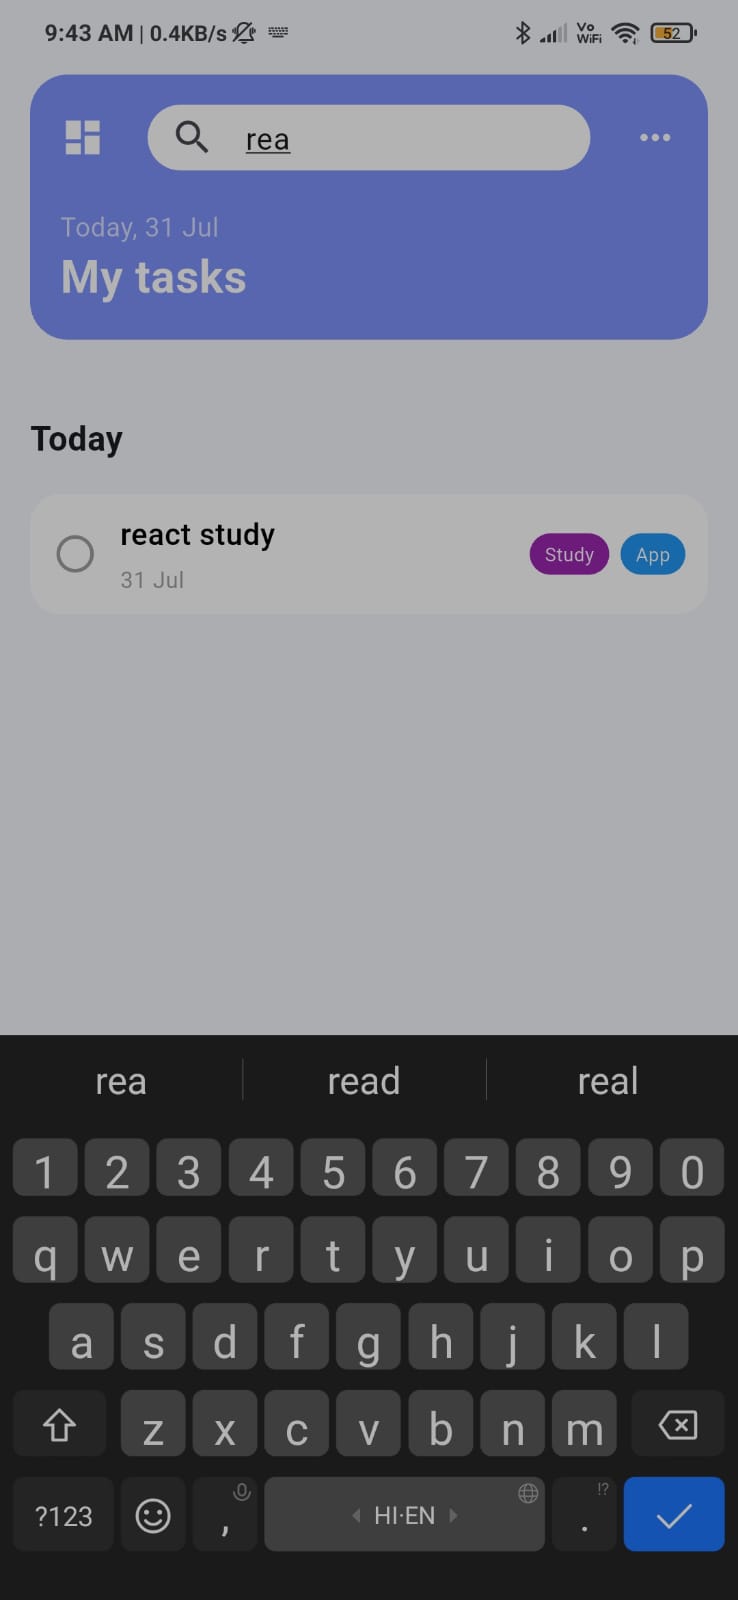 9:43 AM | 0.4KB/s Vo WiFi 52
rea
Today, 31 Jul
My tasks
Today
react study
31 Jul
Study App
rea read real
1 2 3 4 5 6 7 8 9 0
q w e r t y u i o p
a s d f g h j k l
z x c v b n m
?123 , HI·EN . !?